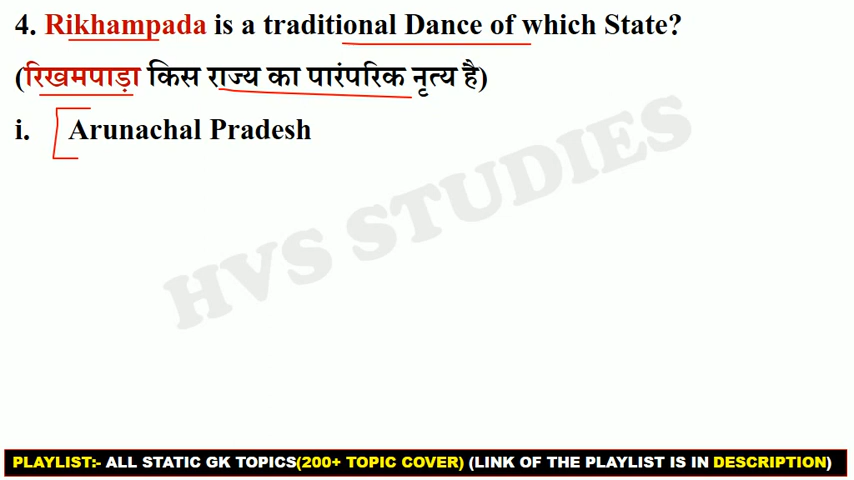 4. Rikhampada is a traditional Dance of which State?
(रिखमपाड़ा किस राज्य का पारंपरिक नृत्य है)
i. Arunachal Pradesh
HVS STUDIES
PLAYLIST:- ALL STATIC GK TOPICS(200+ TOPIC COVER) (LINK OF THE PLAYLIST IS IN DESCRIPTION)